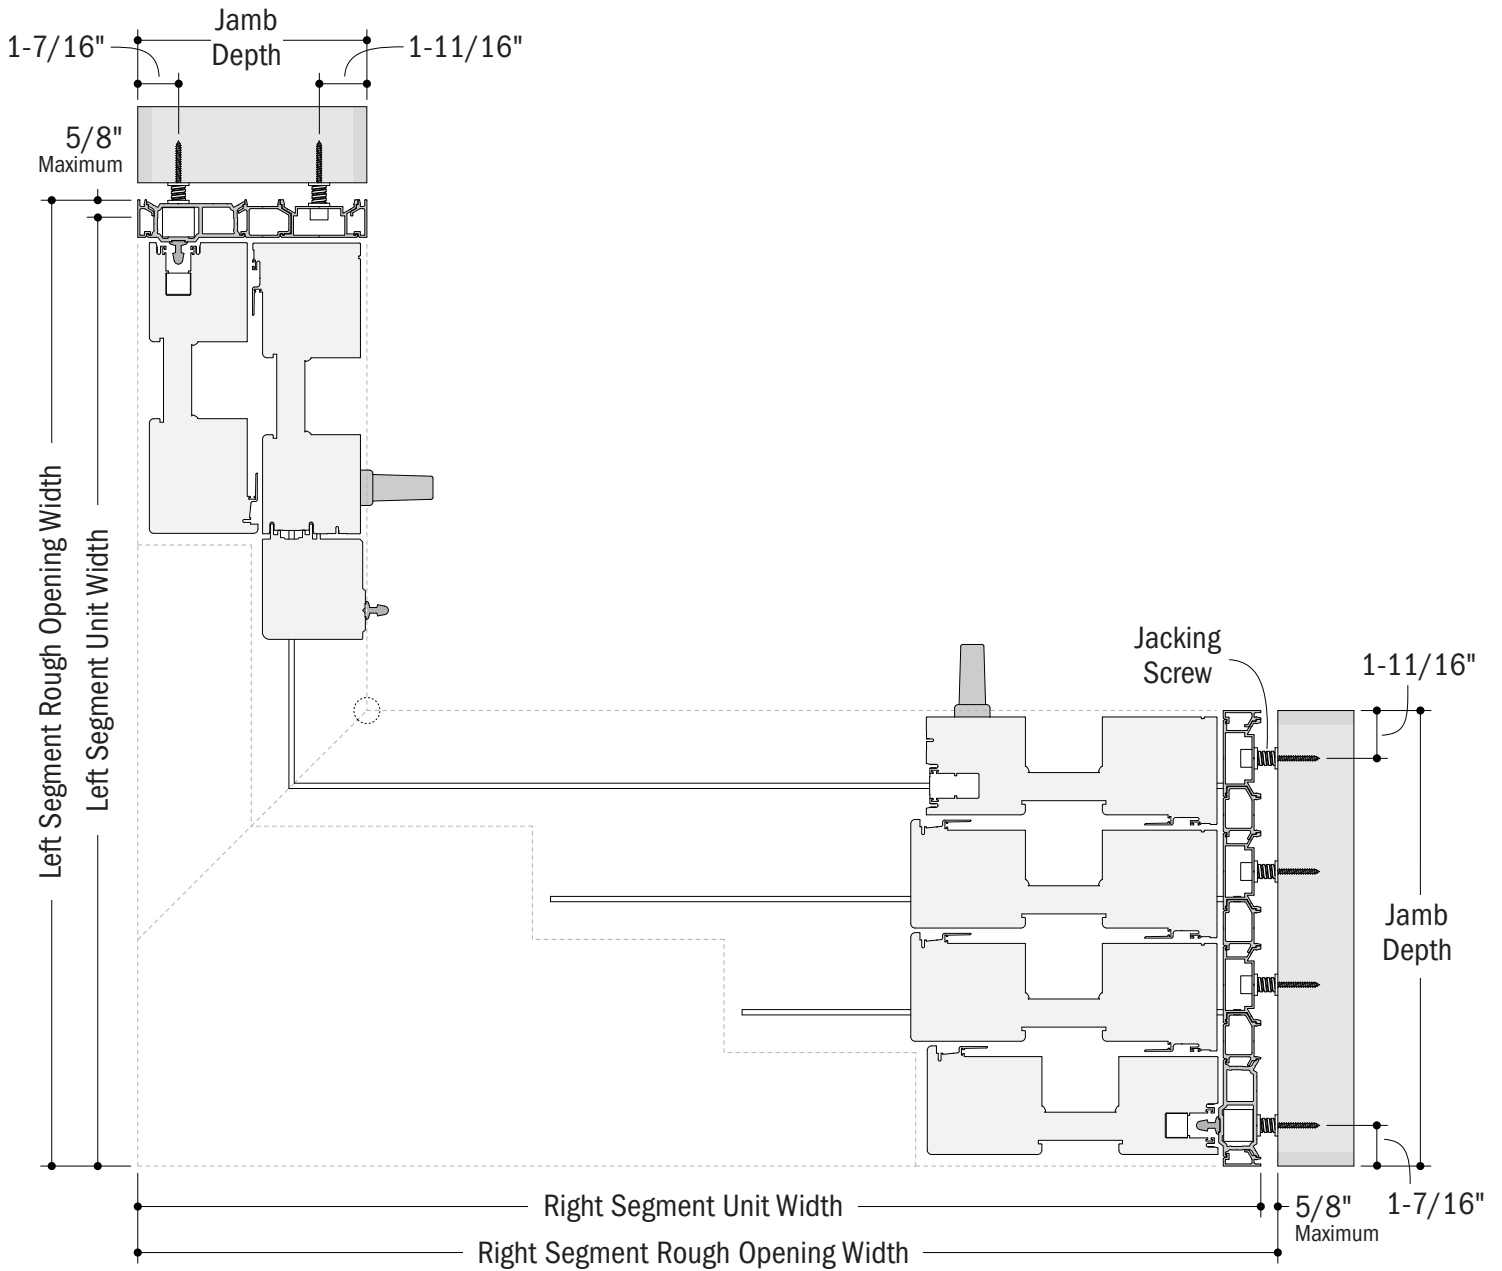 Jamb
Depth
1-7/16"
1-11/16"
5/8"
Maximum
Left Segment Rough Opening Width
Left Segment Unit Width
Jacking
Screw
1-11/16"
Jamb
Depth
Right Segment Unit Width
5/8"
Maximum
1-7/16"
Right Segment Rough Opening Width